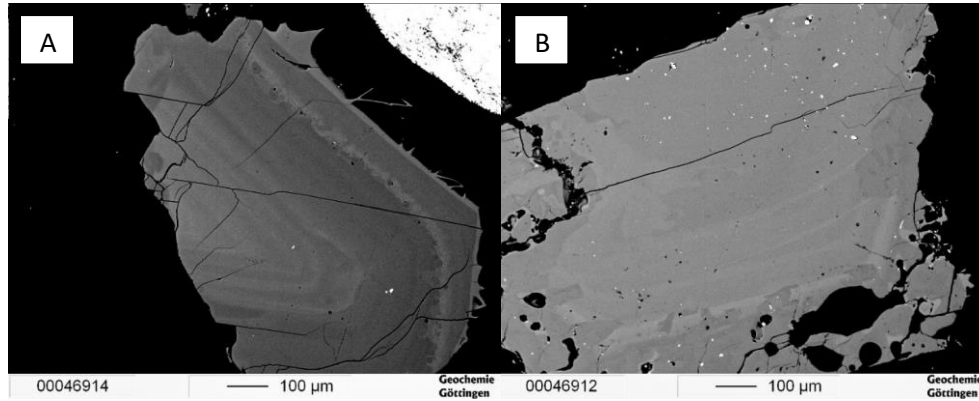 A
B
00046914 100 µm Geochemie
Göttingen
00046912 100 µm Geochemie
Göttingen